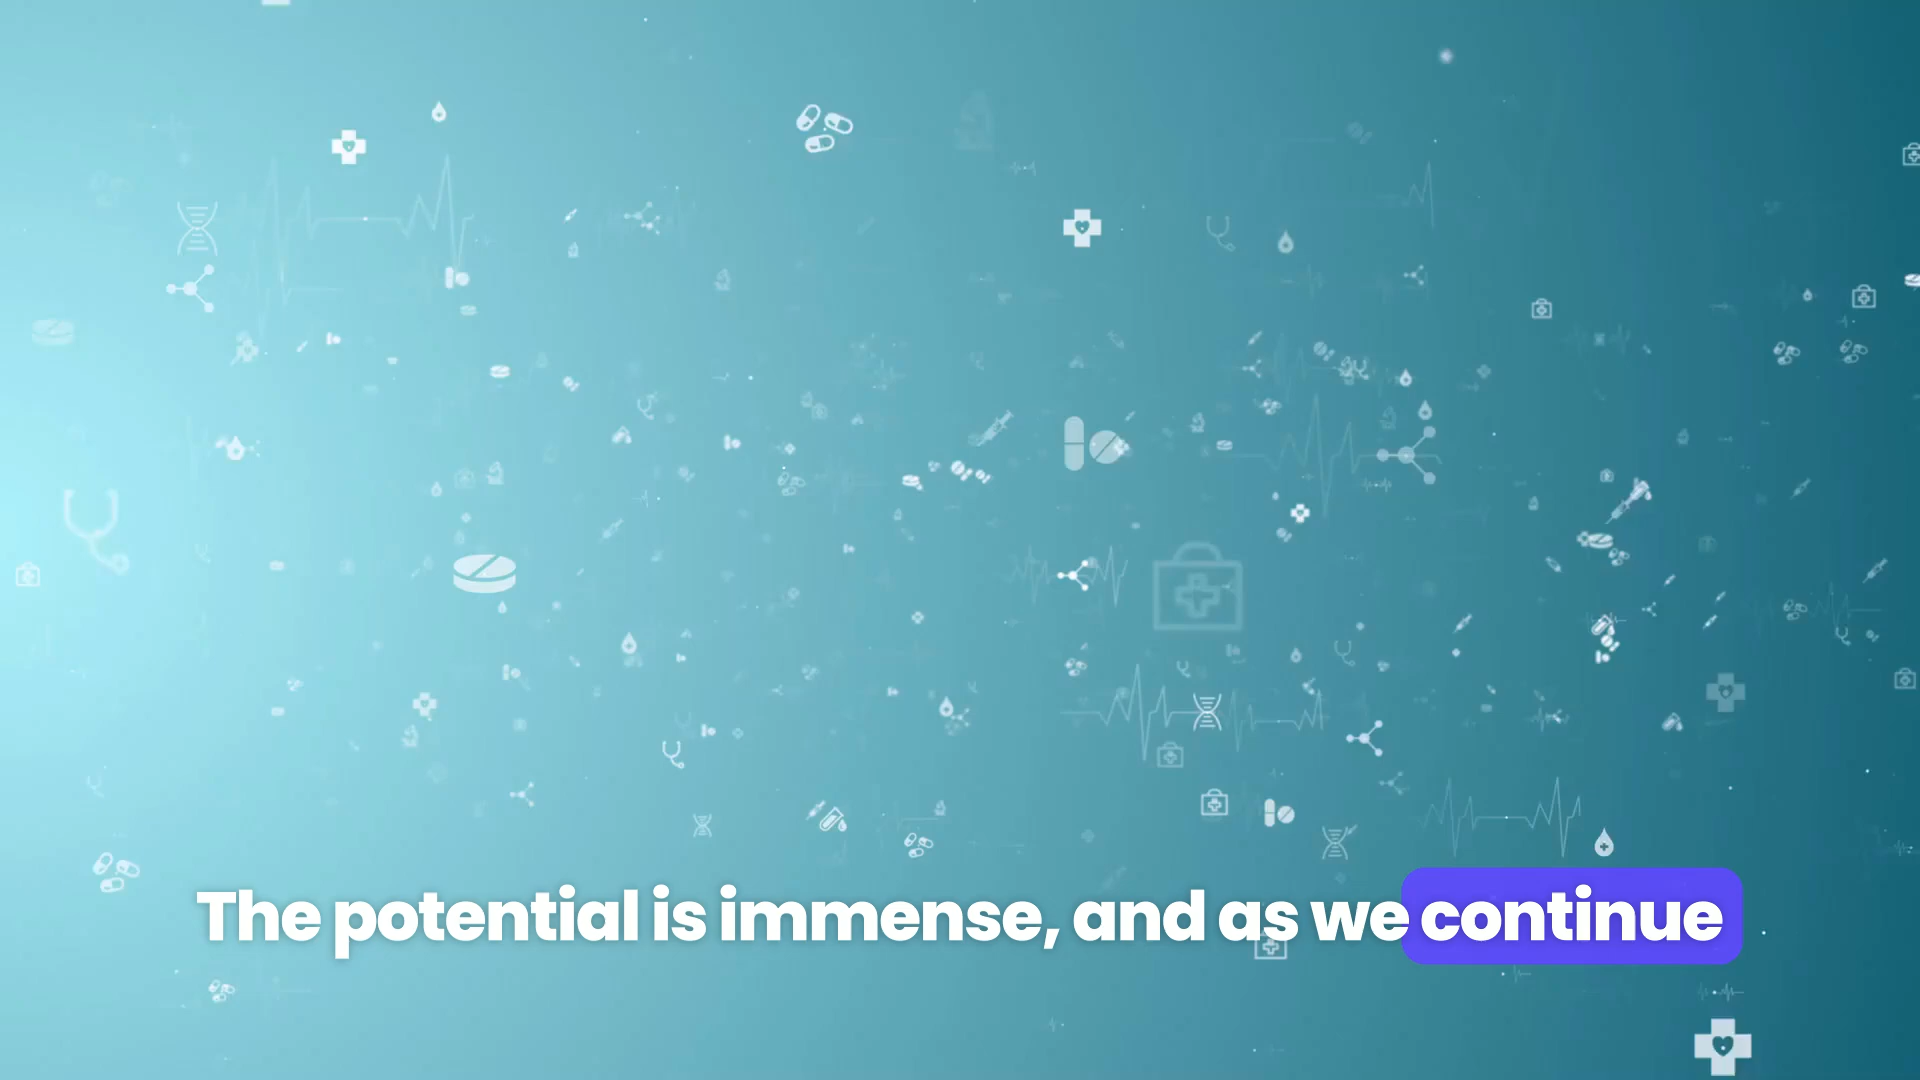 The potential is immense, and as we continue